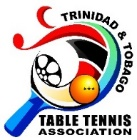 TRINIDAD & TOBAGO
TABLE TENNIS
ASSOCIATION